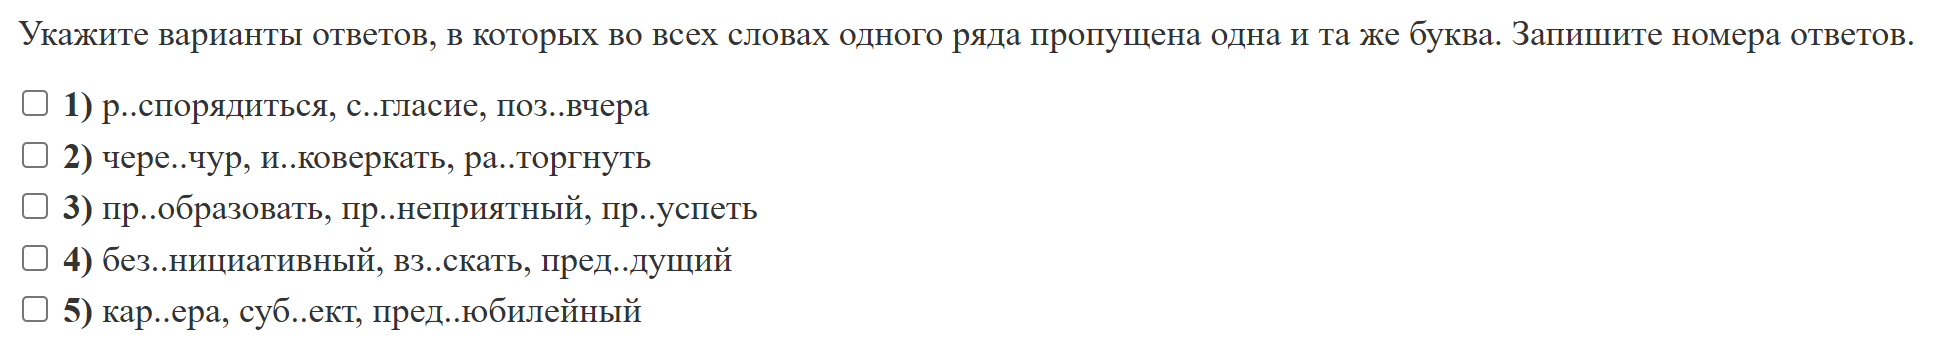 Укажите варианты ответов, в которых во всех словах одного ряда пропущена одна и та же буква. Запишите номера ответов.
1) р..спорядиться, с..гласие, поз..вчера
2) чере..чур, и..коверкать, ра..торгнуть
3) пр..образовать, пр..неприятный, пр..успеть
4) без..нициативный, вз..скать, пред..дущий
5) кар..ера, суб..ект, пред..юбилейный